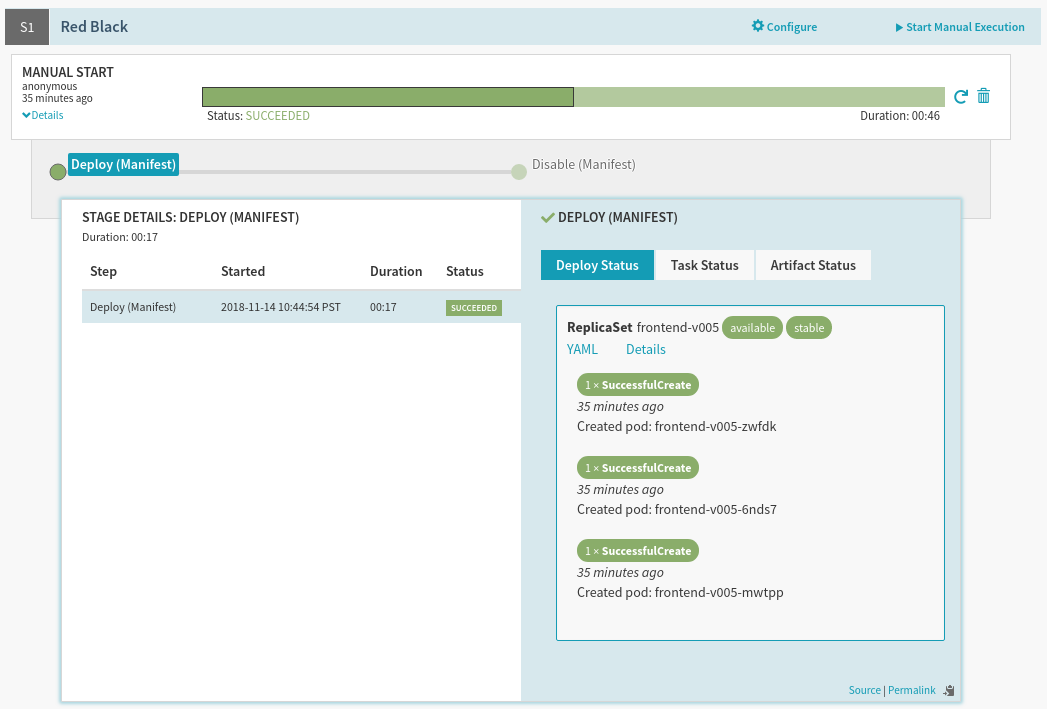 S1 Red Black Configure Start Manual Execution
MANUAL START
anonymous
35 minutes ago
Details
Status: SUCCEEDED Duration: 00:46
Deploy (Manifest) Disable (Manifest)
STAGE DETAILS: DEPLOY (MANIFEST)
Duration: 00:17
Step Started Duration Status
Deploy (Manifest) 2018-11-14 10:44:54 PST 00:17 SUCCEEDED
DEPLOY (MANIFEST)
Deploy Status Task Status Artifact Status
ReplicaSet frontend-v005 available stable
YAML Details
1 × SuccessfulCreate
35 minutes ago
Created pod: frontend-v005-zwfdk
1 × SuccessfulCreate
35 minutes ago
Created pod: frontend-v005-6nds7
1 × SuccessfulCreate
35 minutes ago
Created pod: frontend-v005-mwtpp
Source | Permalink